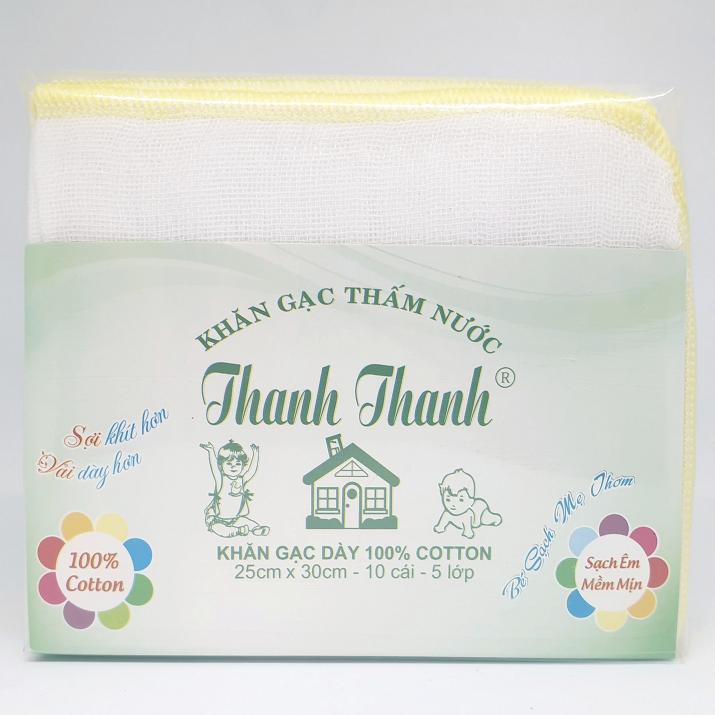 KHĂN GẠC THẤM NƯỚC
Thanh Thanh®
Sợi khít hơn
Vải dày hơn
KHĂN GẠC DÀY 100% COTTON
25cm x 30cm - 10 cái - 5 lớp
100%
Cotton
Bé Sạch Mẹ Thơm
Sạch Êm
Mềm Mịn